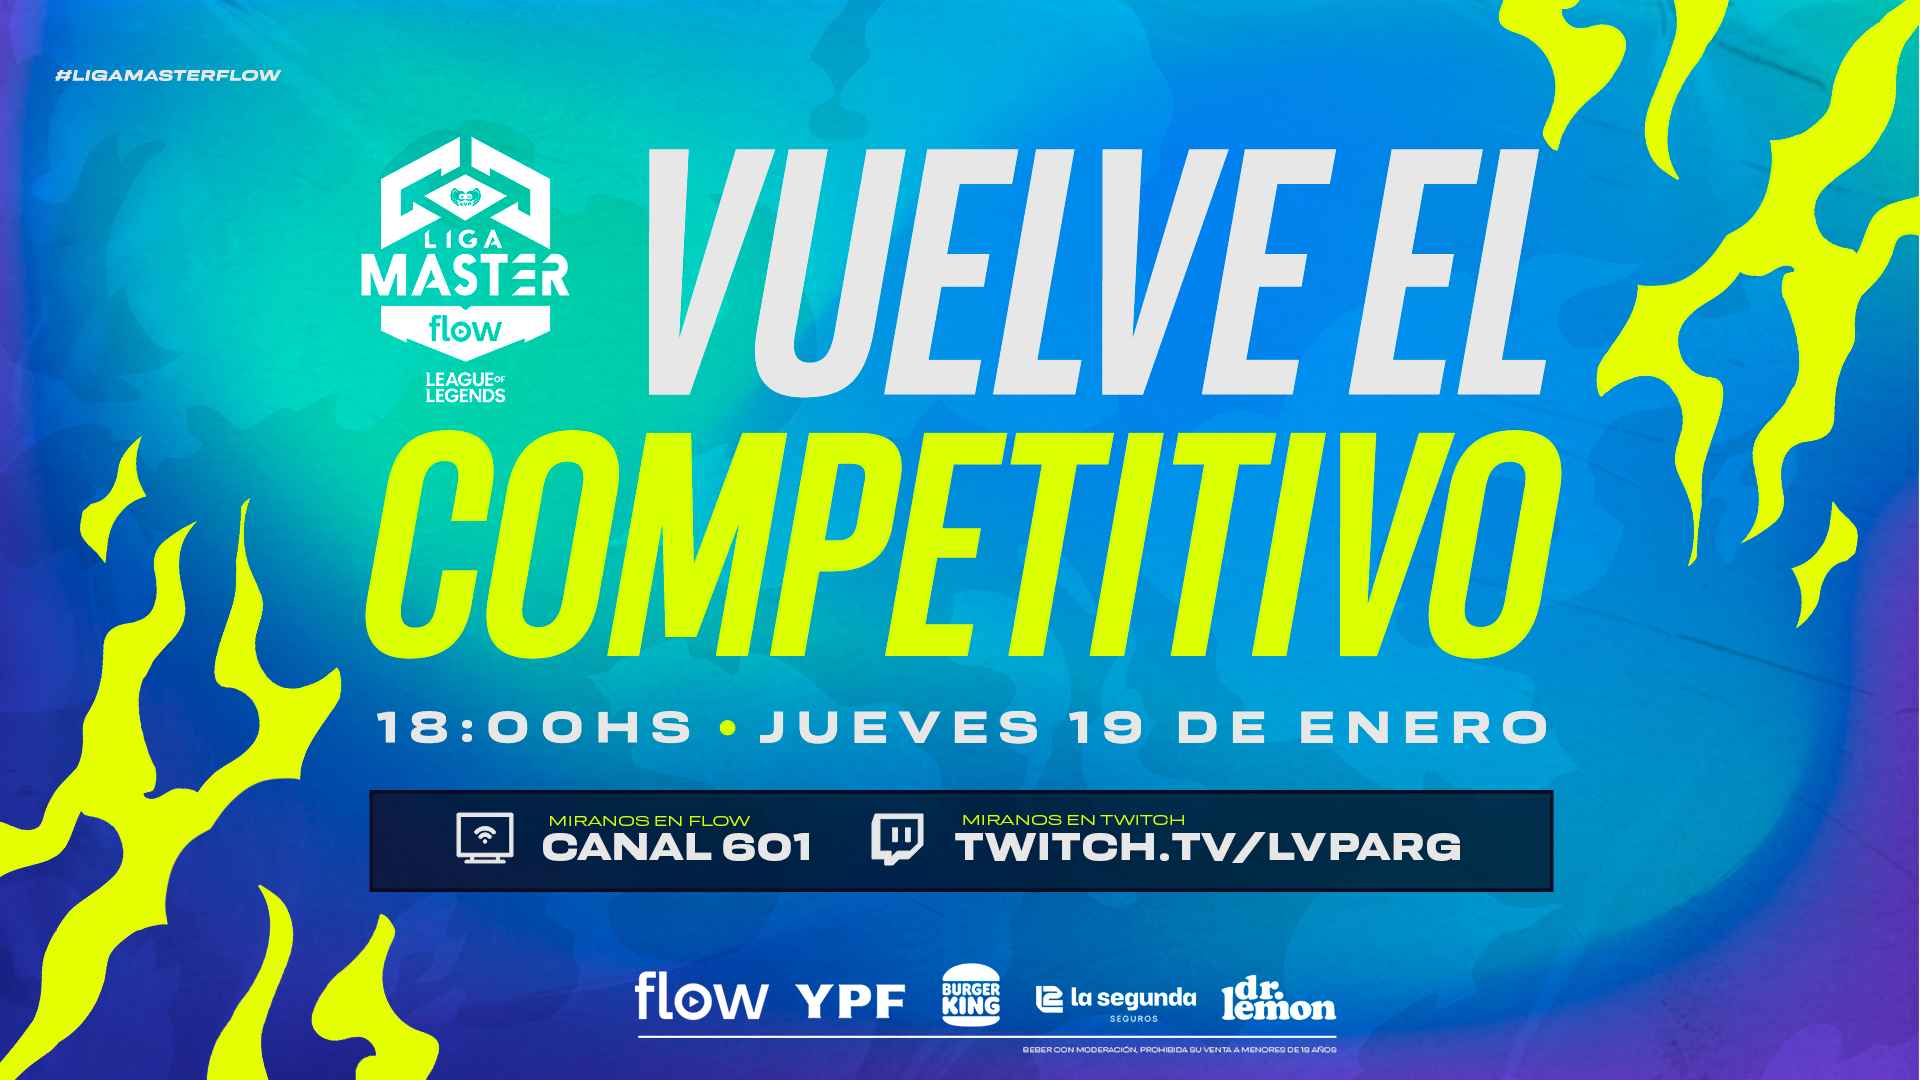 #LIGAMASTERFLOW
LIGA
MASTER
flow
LEAGUE OF
LEGENDS
VUELVE EL
COMPETITIVO
18:00HS • JUEVES 19 DE ENERO
MIRANOS EN FLOW
CANAL 601
MIRANOS EN TWITCH
TWITCH.TV/LVPARG
flow YPF BURGER KING la segunda SEGUROS dr. lemon
BEBER CON MODERACIÓN, PROHIBIDA SU VENTA A MENORES DE 18 AÑOS